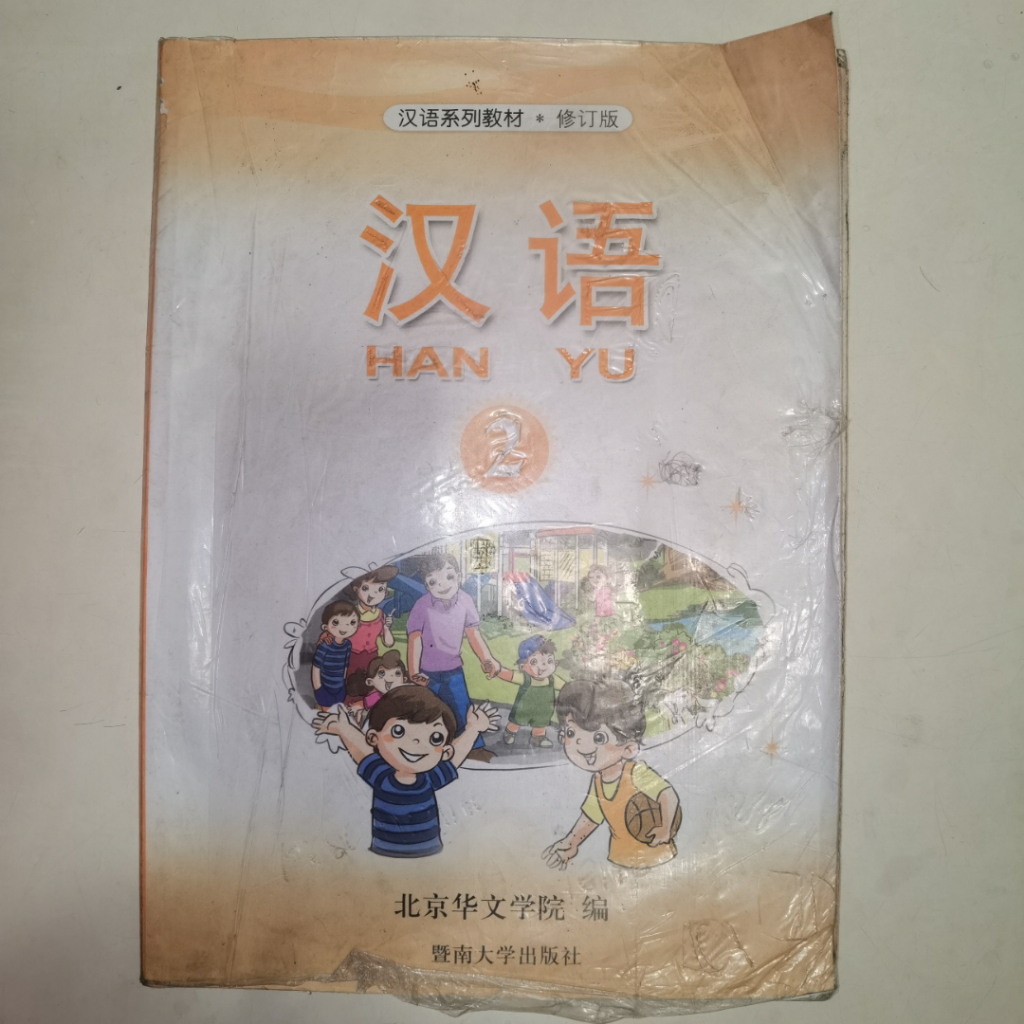 汉语系列教材 * 修订版
汉语
HAN YU
2
北京华文学院 编
暨南大学出版社